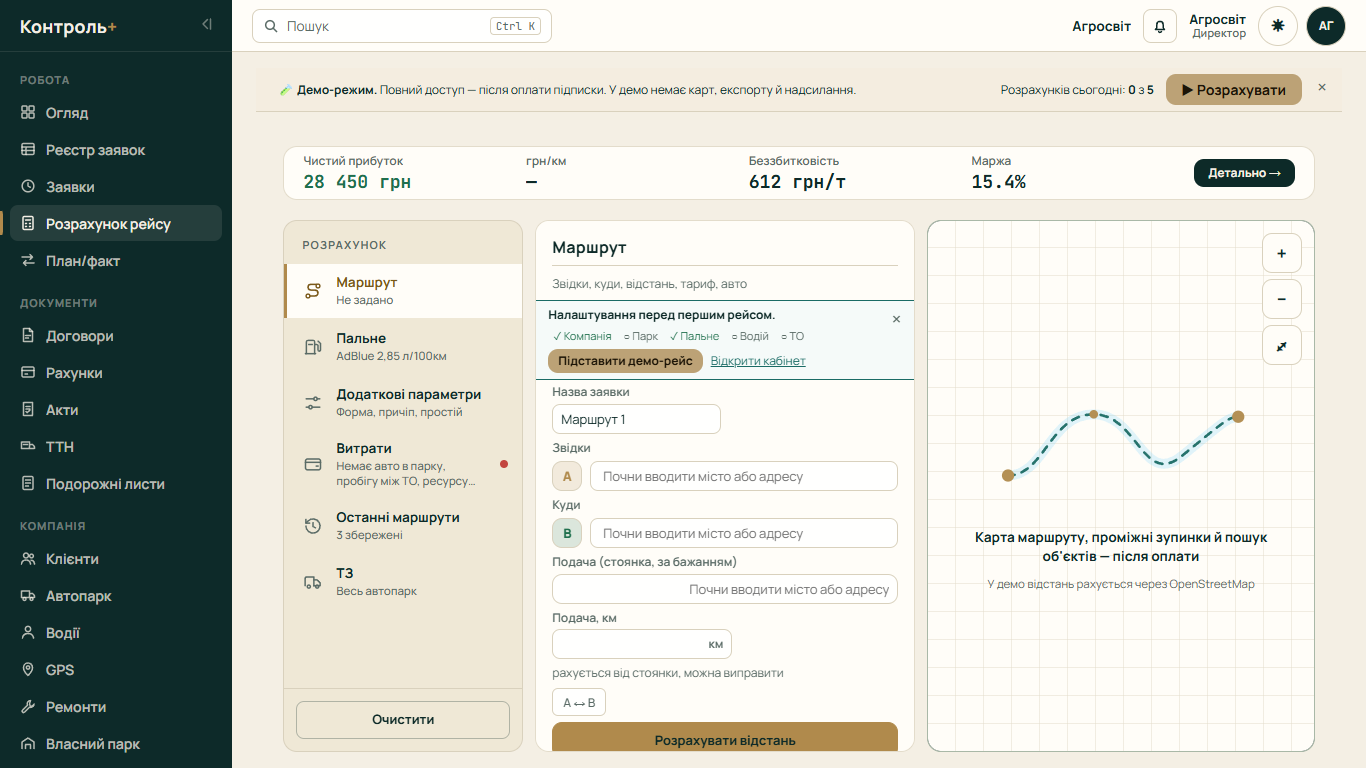 Контроль+
РОБОТА
Огляд
Реєстр заявок
Заявки
Розрахунок рейсу
План/факт
ДОКУМЕНТИ
Договори
Рахунки
Акти
ТТН
Подорожні листи
КОМПАНІЯ
Клієнти
Автопарк
Водії
GPS
Ремонти
Власний парк
Пошук
Ctrl K
Агросвіт
Агросвіт
Директор
АГ
Демо-режим. Повний доступ — після оплати підписки. У демо немає карт, експорту й надсилання.
Розрахунків сьогодні: 0 з 5
▶ Розрахувати
×
Чистий прибуток
28 450 грн
грн/км
—
Беззбитковість
612 грн/т
Маржа
15.4%
Детально →
РОЗРАХУНОК
Маршрут
Не задано
Пальне
AdBlue 2,85 л/100км
Додаткові параметри
Форма, причіп, простій
Витрати
Немає авто в парку,
пробігу між ТО, ресурсу…
Останні маршрути
3 збережені
ТЗ
Весь автопарк
Очистити
Маршрут
Звідки, куди, відстань, тариф, авто
Налаштування перед першим рейсом.
×
✓ Компанія ○ Парк ✓ Пальне ○ Водій ○ ТО
Підставити демо-рейс
Відкрити кабінет
Назва заявки
Маршрут 1
Звідки
A
Почни вводити місто або адресу
Куди
B
Почни вводити місто або адресу
Подача (стоянка, за бажанням)
Почни вводити місто або адресу
Подача, км
км
рахується від стоянки, можна виправити
A ↔ B
Розрахувати відстань
+
−
Карта маршруту, проміжні зупинки й пошук
об'єктів — після оплати
У демо відстань рахується через OpenStreetMap